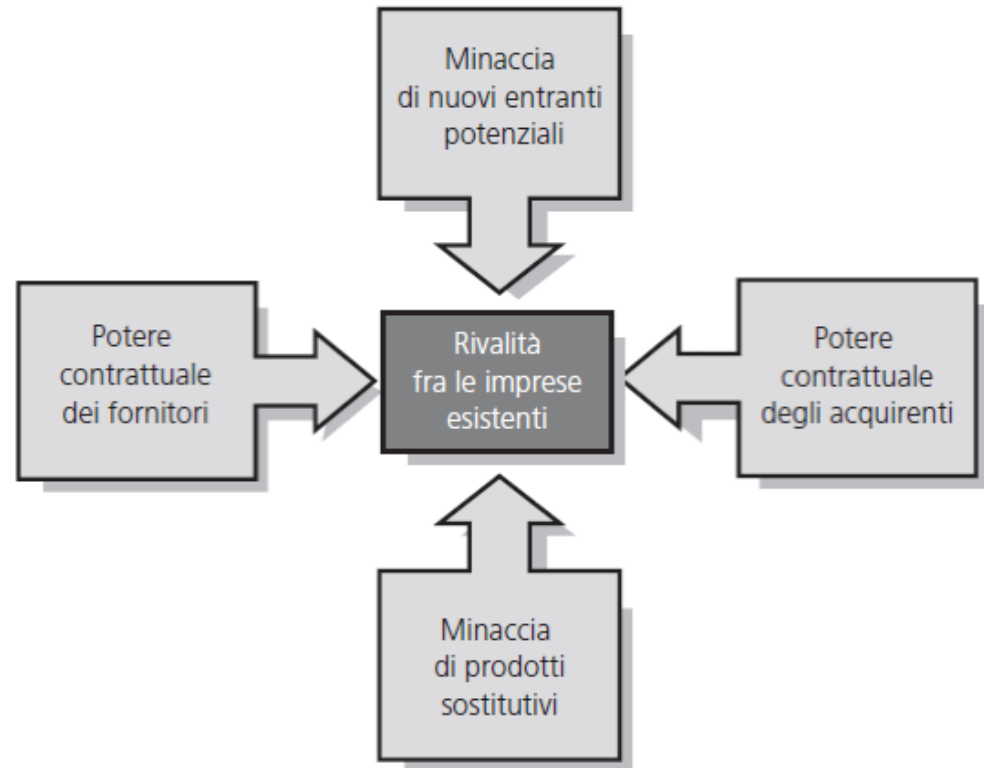 Minaccia
di nuovi entranti
potenziali
Potere
contrattuale
dei fornitori
Rivalità
fra le imprese
esistenti
Potere
contrattuale
degli acquirenti
Minaccia
di prodotti
sostitutivi